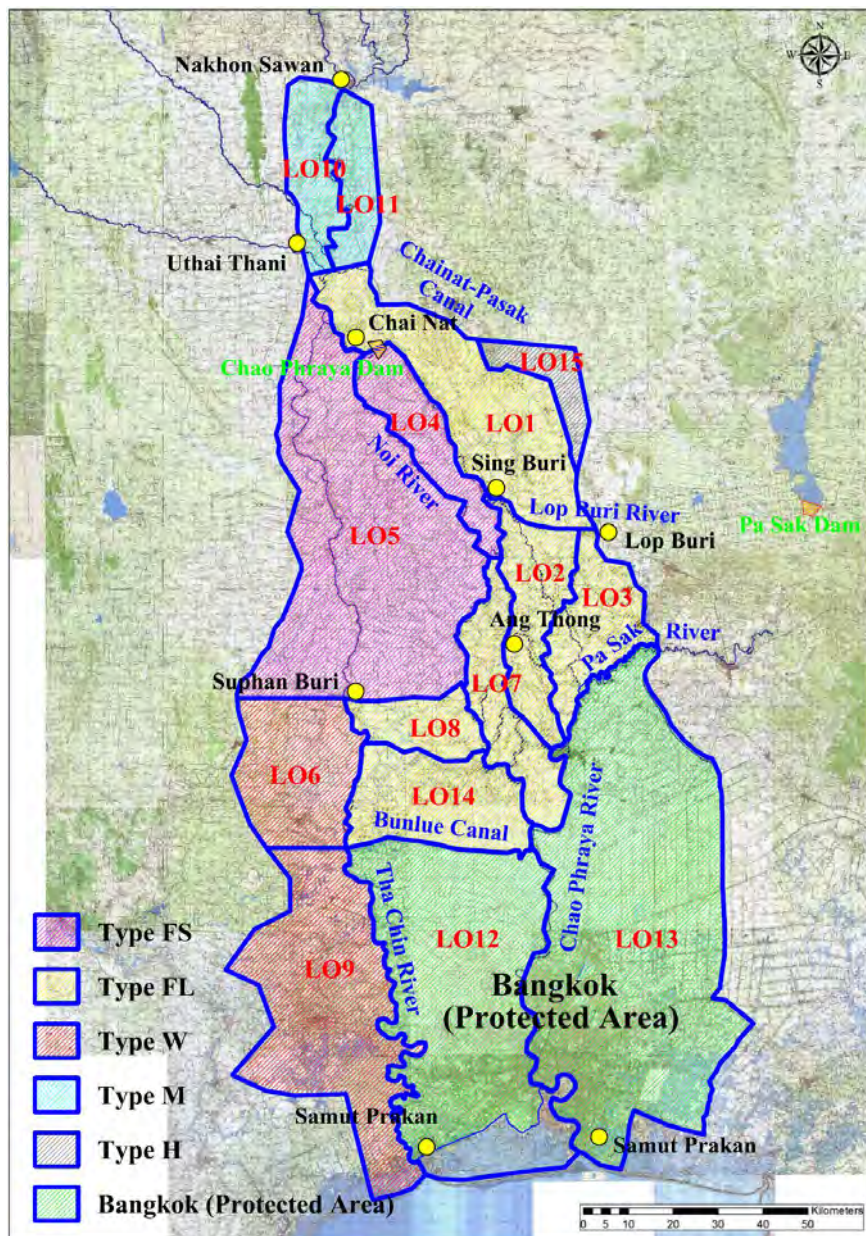 N
W E
S
Nakhon Sawan
LO10
LO11
Uthai Thani
Chainat-Pasak
Canal
Chai Nat
Chao Phraya Dam
LO15
LO4
LO1
Noi River
Sing Buri
Lop Buri River
Pa Sak Dam
Lop Buri
LO5
LO2
LO3
Ang Thong
Pa Sak River
Suphan Buri
LO7
LO8
LO6
LO14
Bunlue Canal
Chao Phraya River
Tha Chin River
Type FS
Type FL
LO12
LO13
LO9
Bangkok
(Protected Area)
Type W
Type M
Samut Prakan
Samut Prakan
Type H
Bangkok (Protected Area)
Kilometers
0 5 10 20 30 40 50